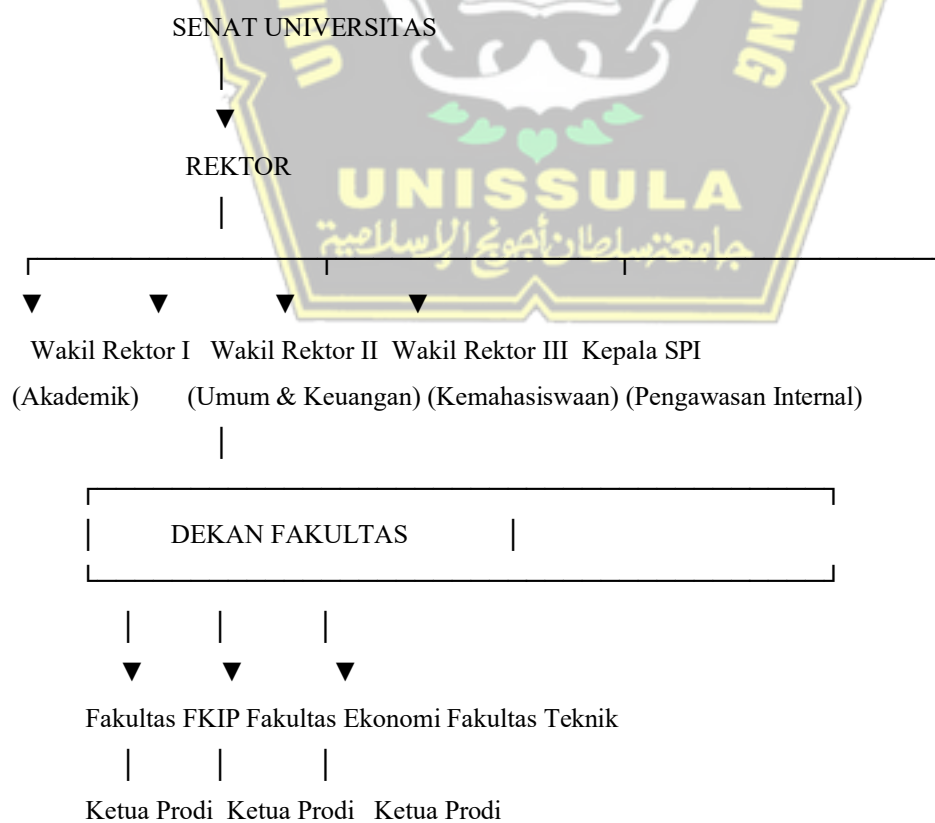 SENAT UNIVERSITAS
REKTOR
UNISSULA
جامعة سلطان أجونج الإسلامية
Wakil Rektor I Wakil Rektor II Wakil Rektor III Kepala SPI
(Akademik) (Umum & Keuangan) (Kemahasiswaan) (Pengawasan Internal)
DEKAN FAKULTAS
Fakultas FKIP Fakultas Ekonomi Fakultas Teknik
Ketua Prodi Ketua Prodi Ketua Prodi